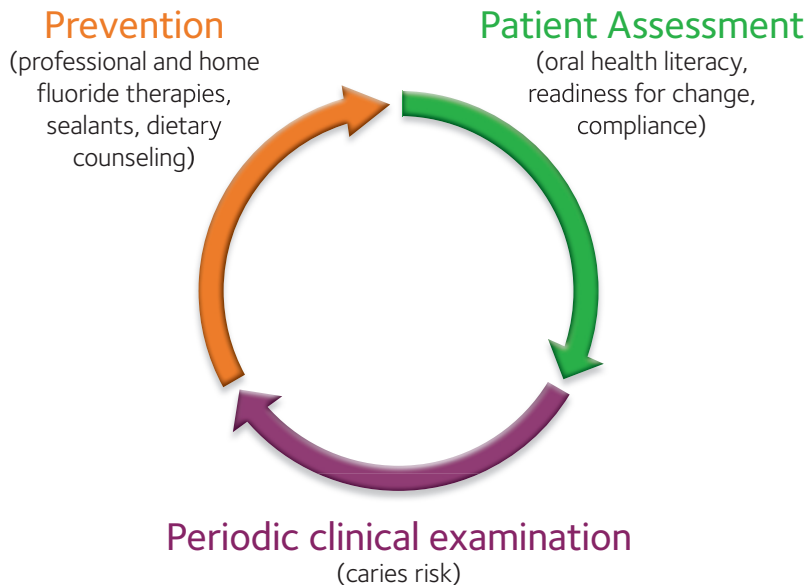 Prevention
(professional and home
fluoride therapies,
sealants, dietary
counseling)
Patient Assessment
(oral health literacy,
readiness for change,
compliance)
Periodic clinical examination
(caries risk)